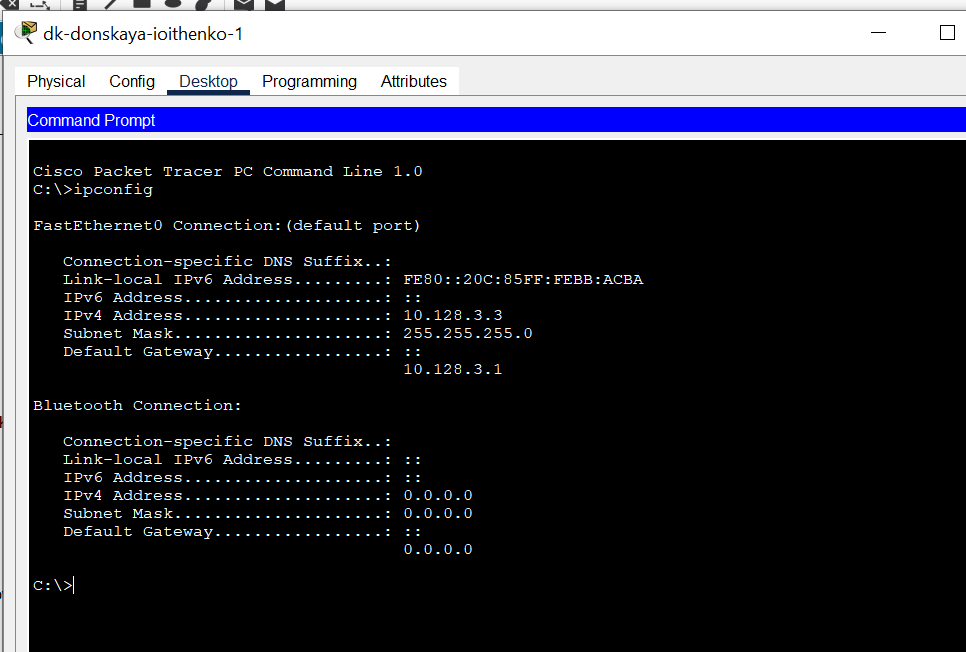 dk-donskaya-ioithenko-1
Physical Config Desktop Programming Attributes
Command Prompt
Cisco Packet Tracer PC Command Line 1.0
C:\>ipconfig
FastEthernet0 Connection:(default port)
Connection-specific DNS Suffix..:
Link-local IPv6 Address.........: FE80::20C:85FF:FEBB:ACBA
IPv6 Address....................: ::
IPv4 Address....................: 10.128.3.3
Subnet Mask.....................: 255.255.255.0
Default Gateway.................: ::
10.128.3.1
Bluetooth Connection:
Connection-specific DNS Suffix..:
Link-local IPv6 Address.........: ::
IPv6 Address....................: ::
IPv4 Address....................: 0.0.0.0
Subnet Mask.....................: 0.0.0.0
Default Gateway.................: ::
0.0.0.0
C:\>